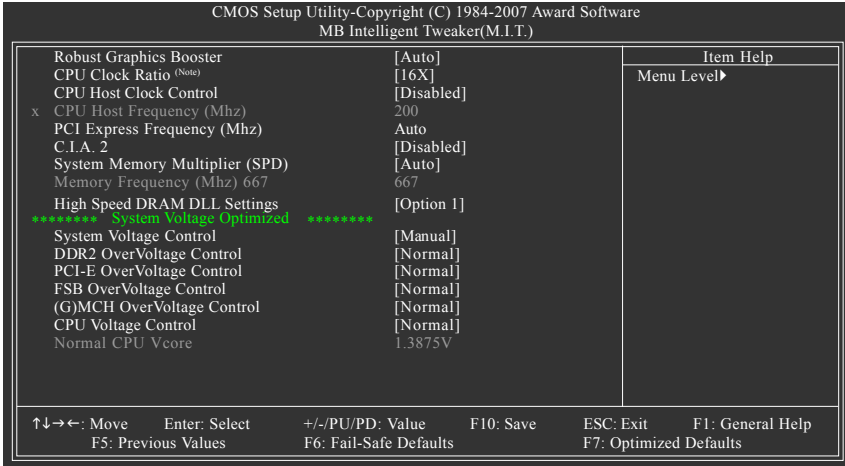 CMOS Setup Utility-Copyright (C) 1984-2007 Award Software
MB Intelligent Tweaker(M.I.T.)
Robust Graphics Booster [Auto] Item Help
CPU Clock Ratio (Note) [16X] Menu Level▶
CPU Host Clock Control [Disabled]
x CPU Host Frequency (Mhz) 200
PCI Express Frequency (Mhz) Auto
C.I.A. 2 [Disabled]
System Memory Multiplier (SPD) [Auto]
Memory Frequency (Mhz) 667 667
High Speed DRAM DLL Settings [Option 1]
******** System Voltage Optimized ********
System Voltage Control [Manual]
DDR2 OverVoltage Control [Normal]
PCI-E OverVoltage Control [Normal]
FSB OverVoltage Control [Normal]
(G)MCH OverVoltage Control [Normal]
CPU Voltage Control [Normal]
Normal CPU Vcore 1.3875V
↑↓→←: Move Enter: Select +/-/PU/PD: Value F10: Save ESC: Exit F1: General Help
F5: Previous Values F6: Fail-Safe Defaults F7: Optimized Defaults